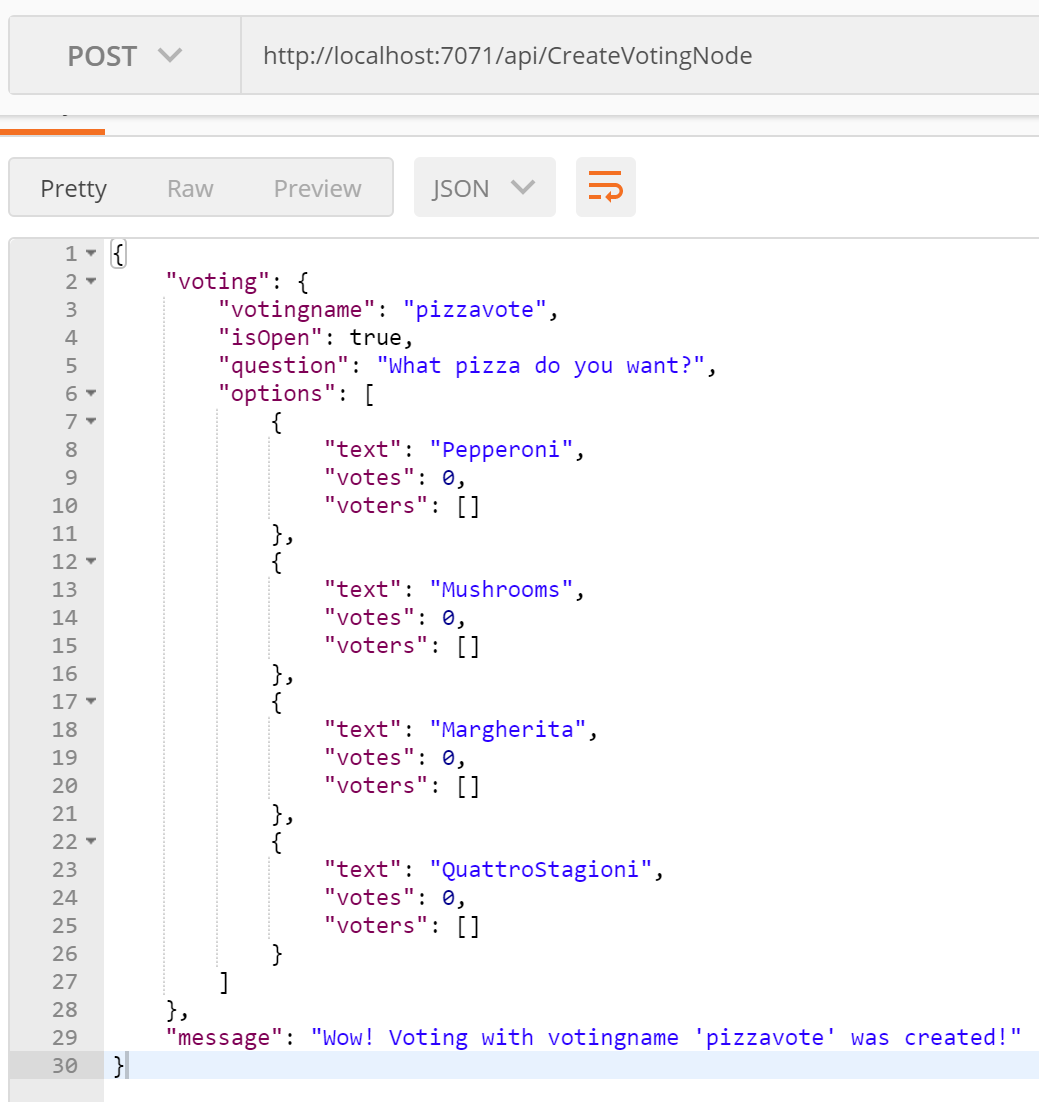 POST http://localhost:7071/api/CreateVotingNode
Pretty Raw Preview JSON
1 {
2     "voting": {
3         "votingname": "pizzavote",
4         "isOpen": true,
5         "question": "What pizza do you want?",
6         "options": [
7             {
8                 "text": "Pepperoni",
9                 "votes": 0,
10                 "voters": []
11             },
12             {
13                 "text": "Mushrooms",
14                 "votes": 0,
15                 "voters": []
16             },
17             {
18                 "text": "Margherita",
19                 "votes": 0,
20                 "voters": []
21             },
22             {
23                 "text": "QuattroStagioni",
24                 "votes": 0,
25                 "voters": []
26             }
27         ]
28     },
29     "message": "Wow! Voting with votingname 'pizzavote' was created!"
30 }